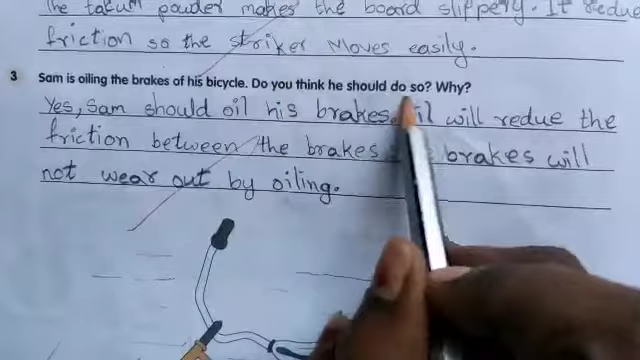 The talcum powder makes the board slippery. It reduc
friction so the striker moves easily.
3 Sam is oiling the brakes of his bicycle. Do you think he should do so? Why?
Yes, Sam should oil his brakes. il will redue the
friction between the brakes. brakes will
not wear out by oiling.